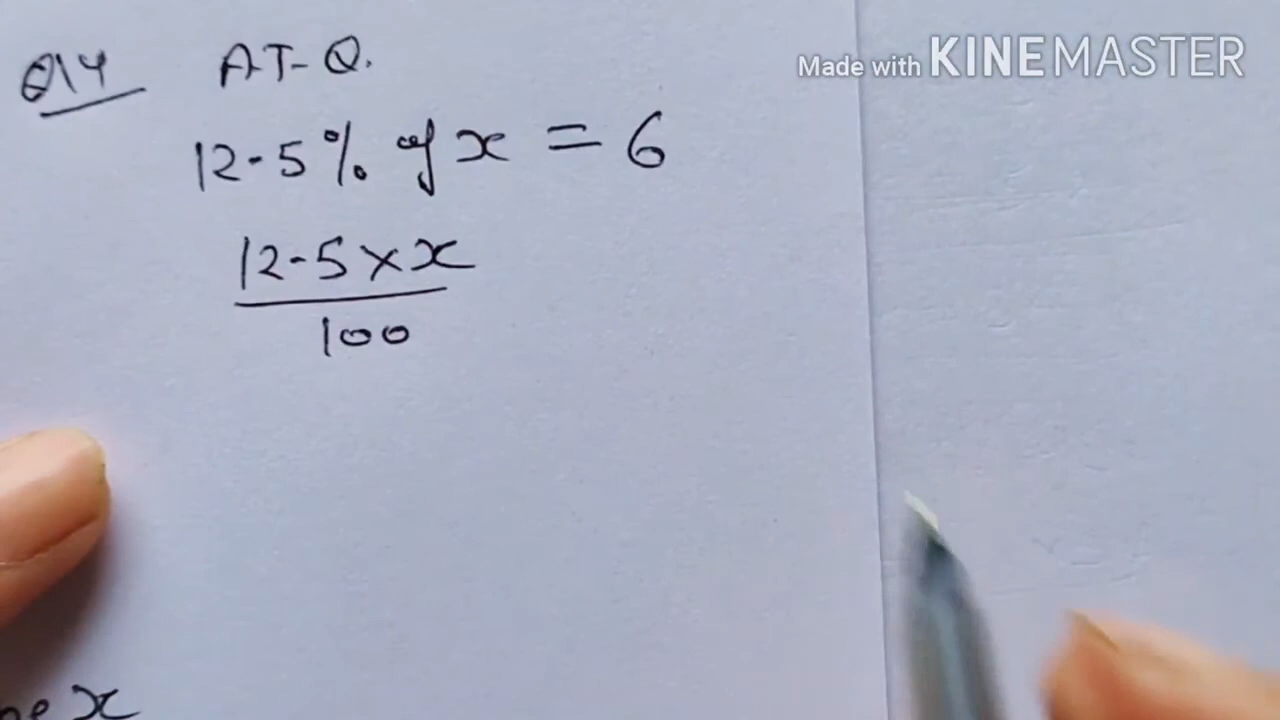 Q14 A.T-Q.
Made with KINEMASTER
12.5% of x = 6
12.5 × x
100
x